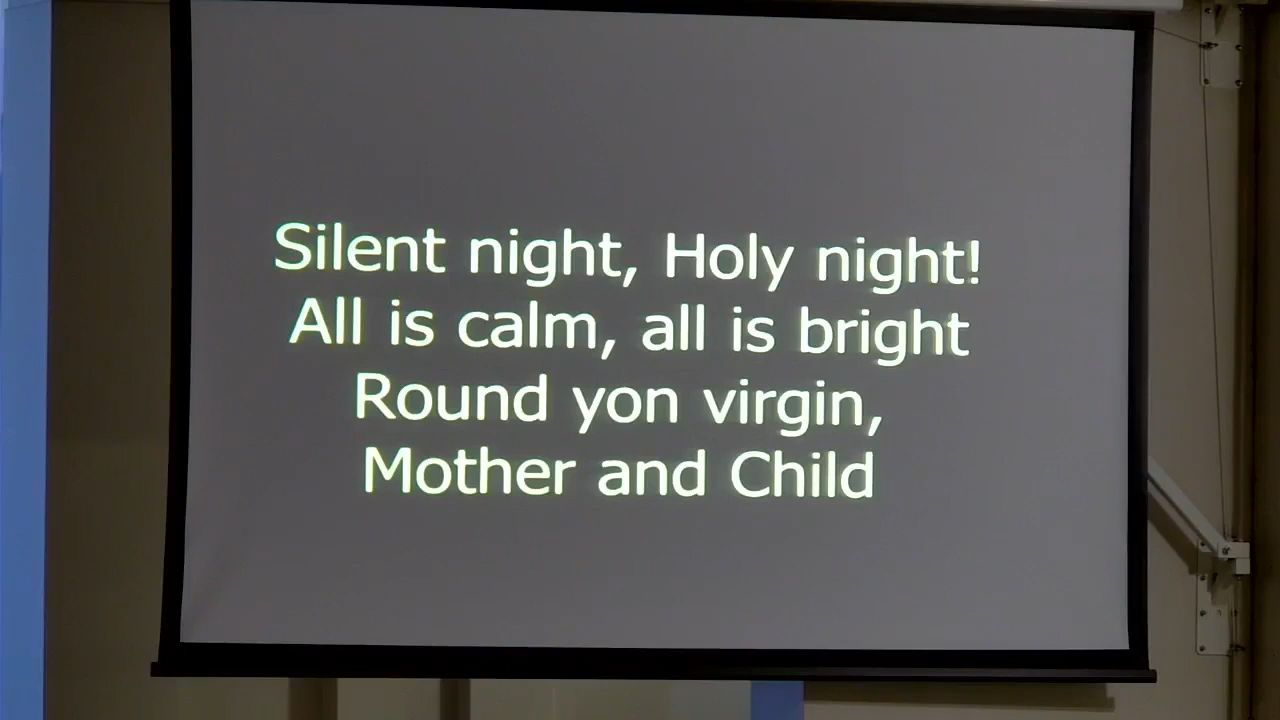 Silent night, Holy night!
All is calm, all is bright
Round yon virgin,
Mother and Child